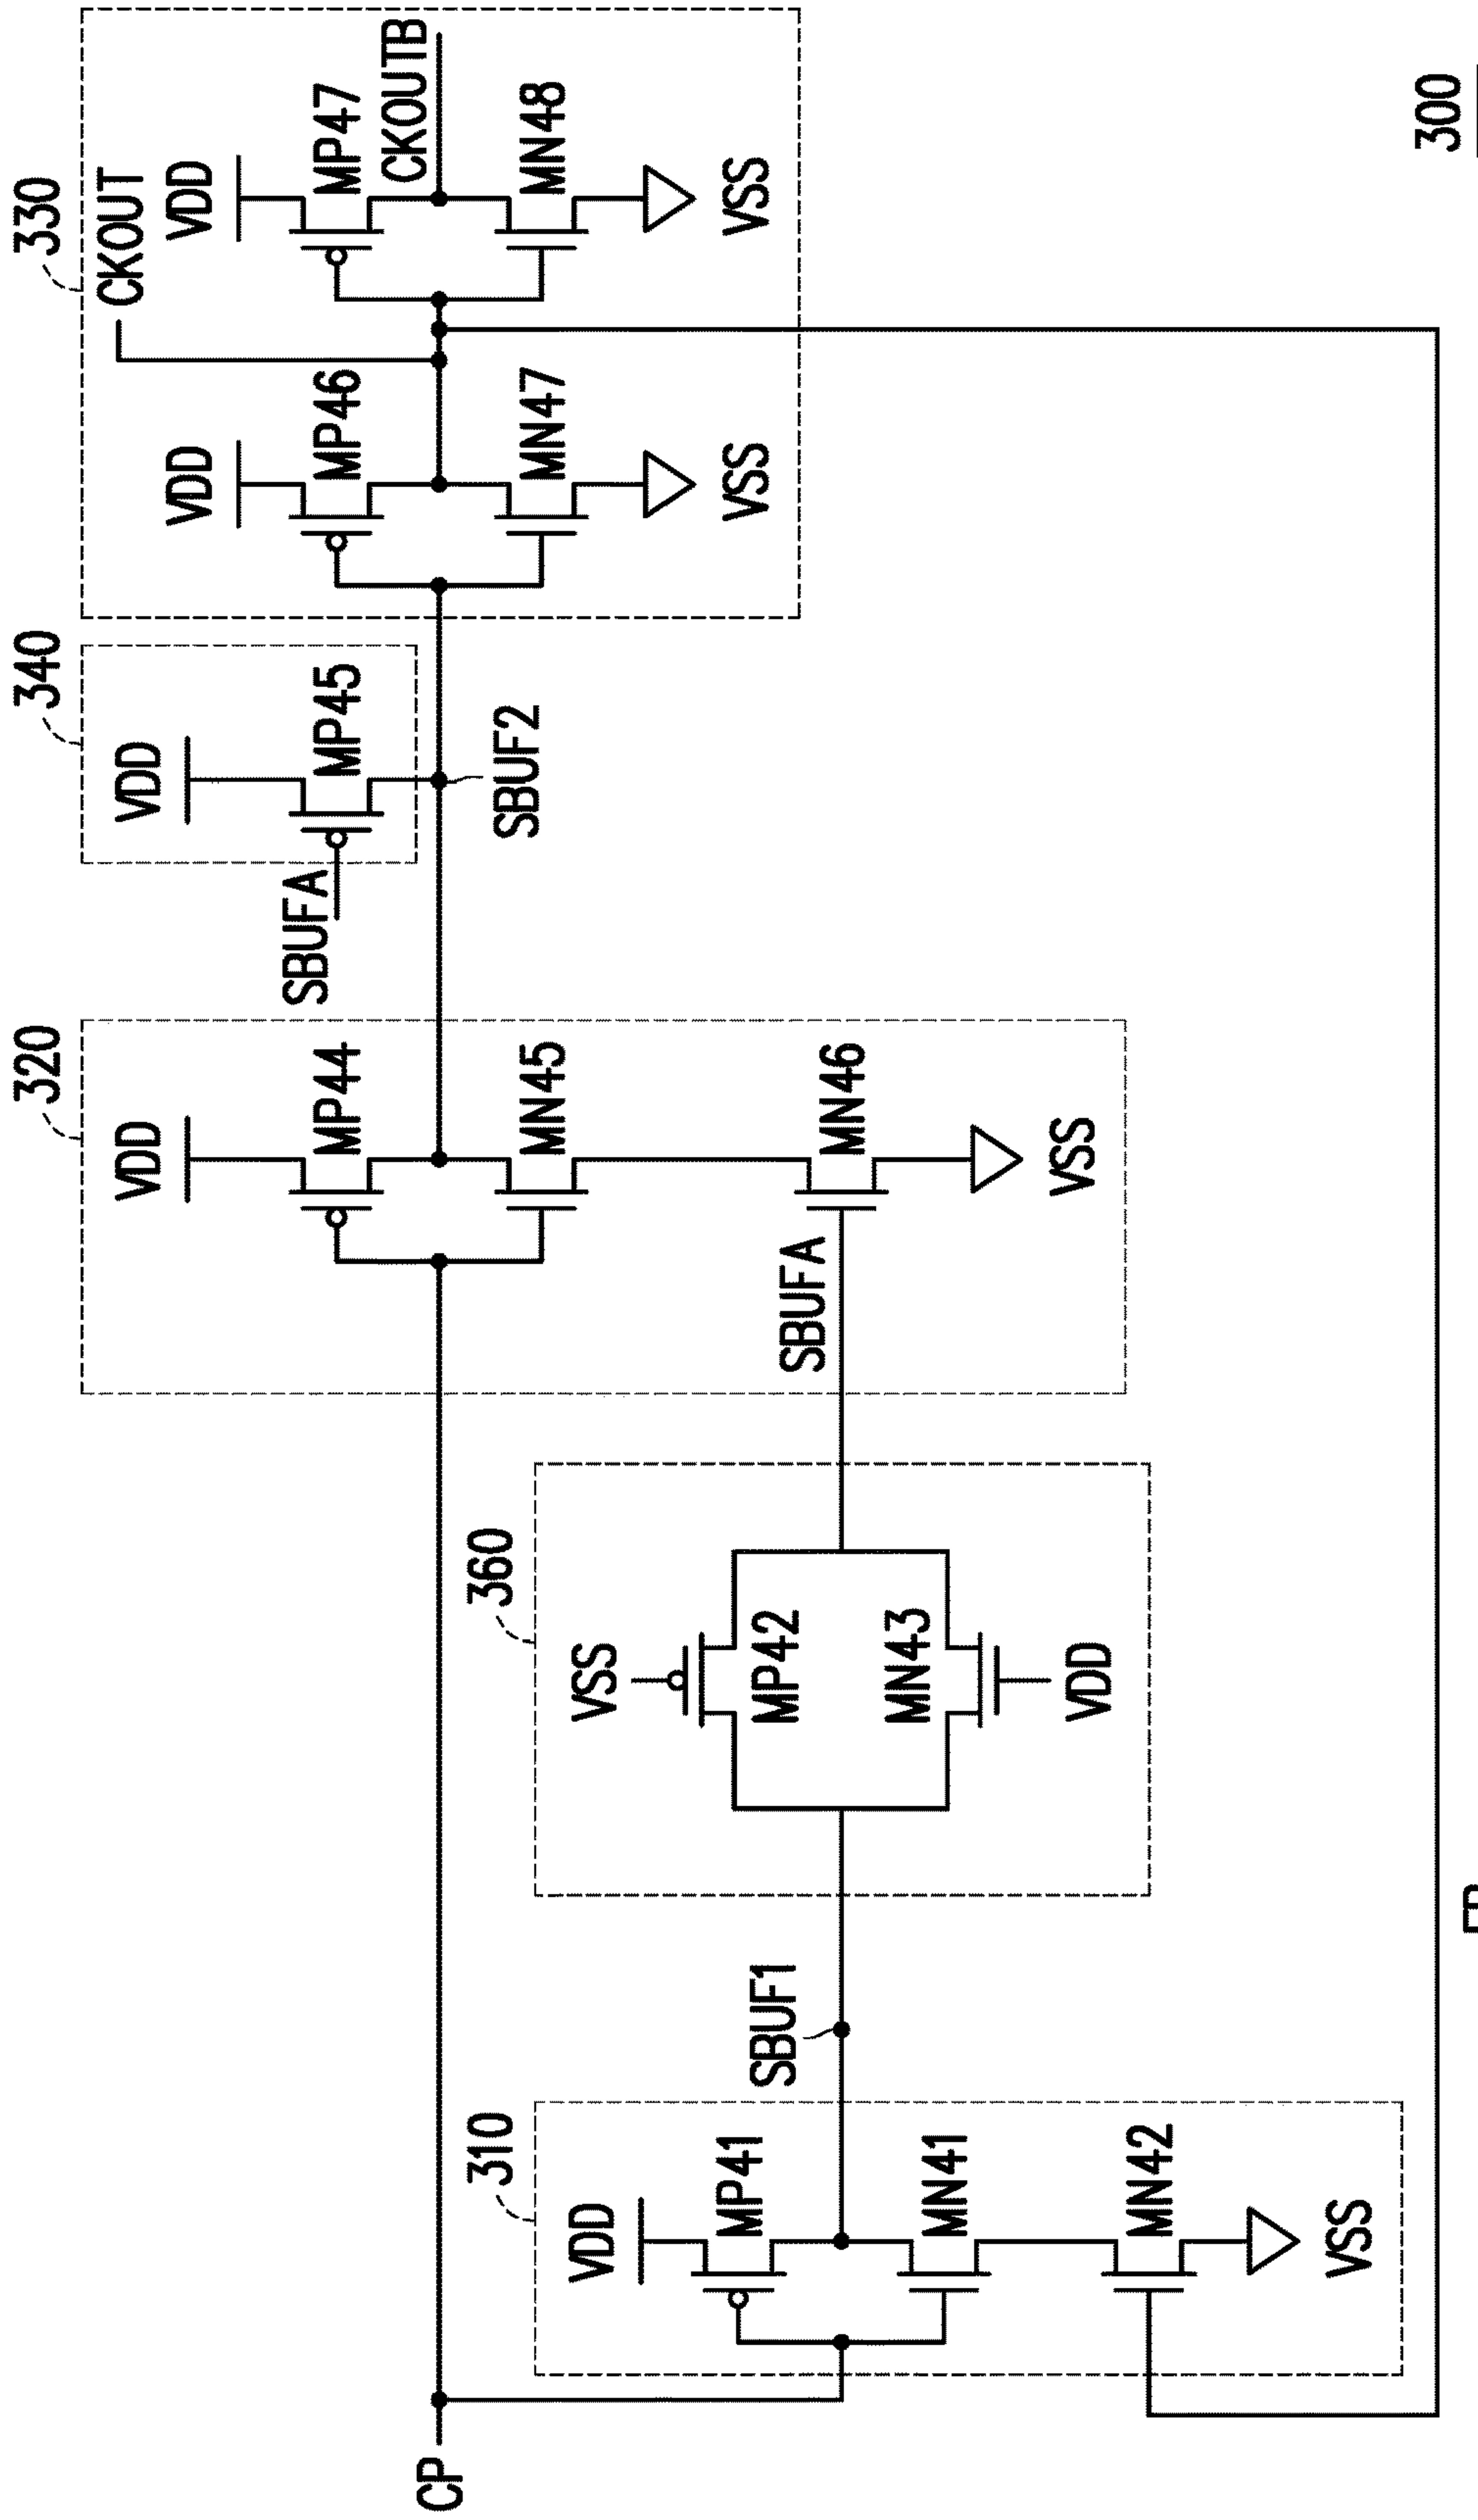 330
CKOUT
VDD
MP47
CKOUTB
MN48
VSS
VDD
MP46
MN47
VSS
340
VDD
MP45
SBUFA
SBUF2
320
VDD
MP44
MN45
MN46
SBUFA
VSS
360
VSS
MP42
MN43
VDD
SBUF1
310
VDD
MP41
MN41
MN42
VSS
CP
300